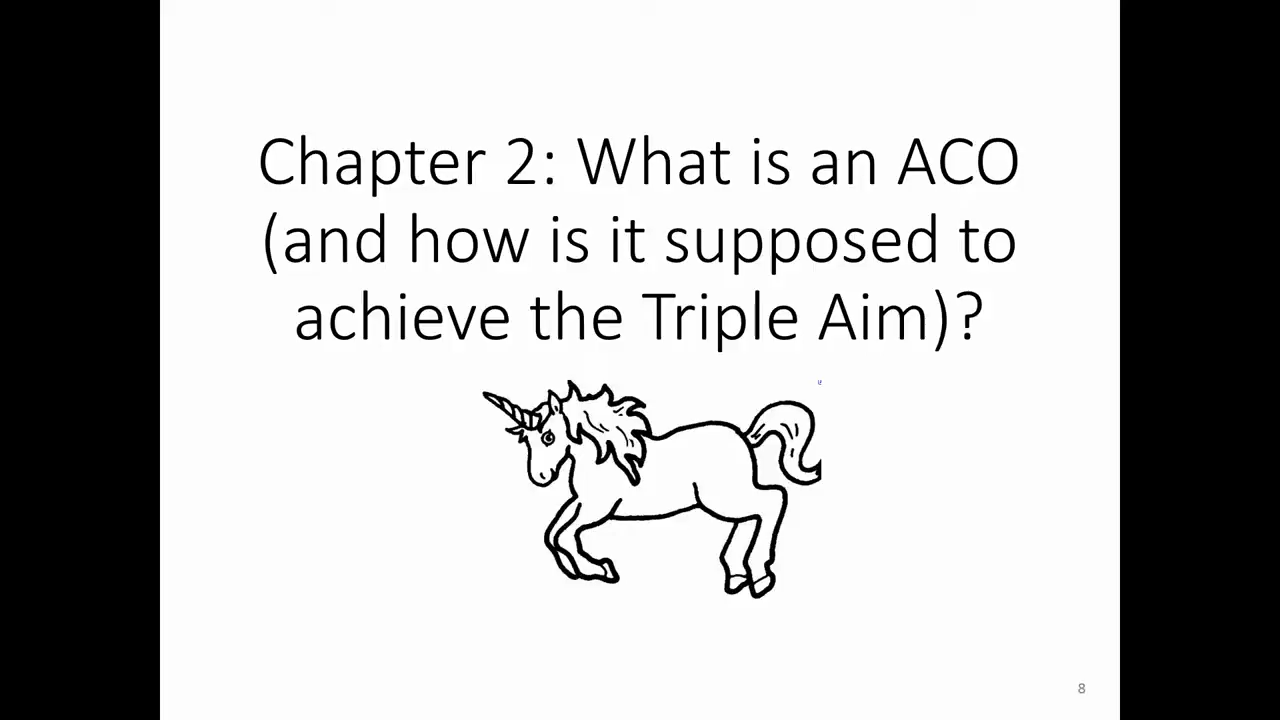 Chapter 2: What is an ACO
(and how is it supposed to
achieve the Triple Aim)?
8